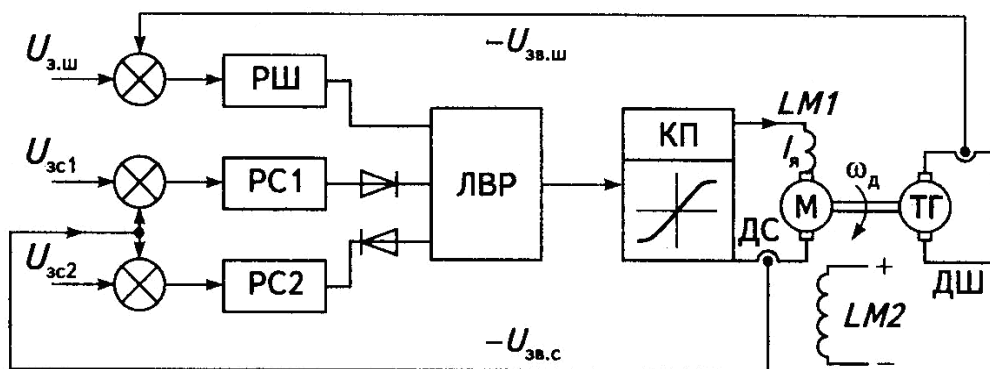 U з.ш
−U зв.ш
РШ
LM1
U зс1
КП
I я
РС1
ЛВР
ω д
М
ТГ
ДС
U зс2
РС2
ДШ
+
LM2
−U зв.с
−